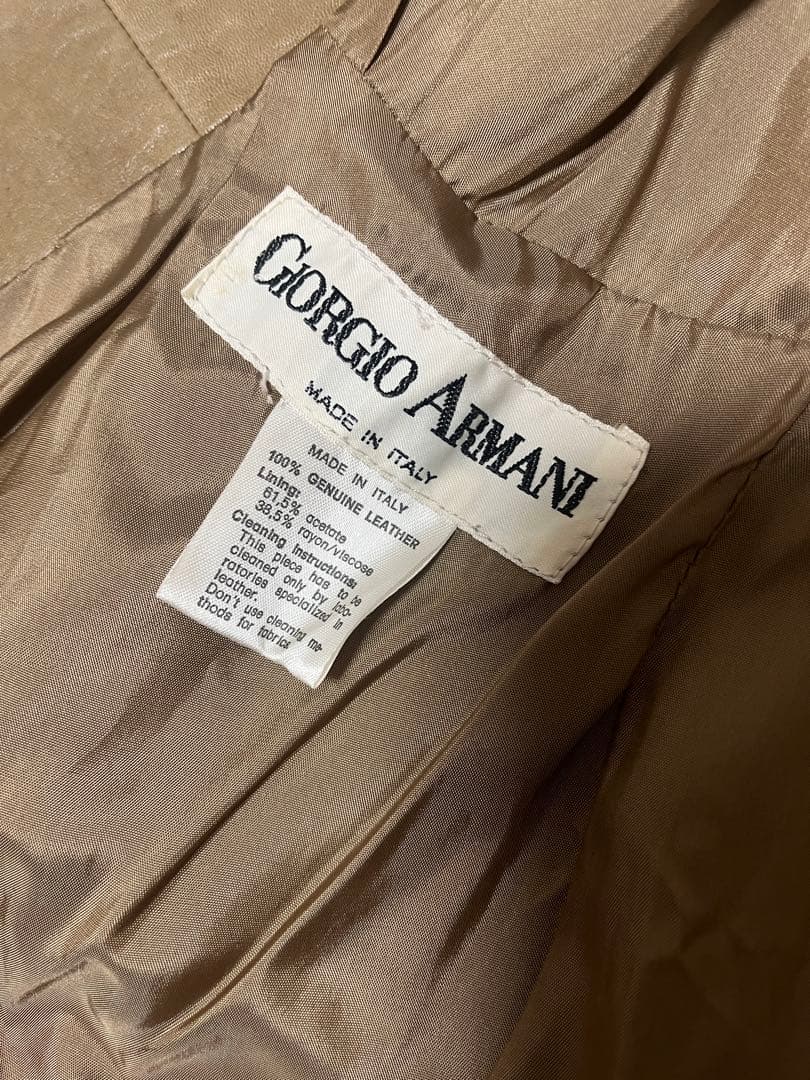 GIORGIO ARMANI
MADE IN ITALY
MADE IN ITALY
100% GENUINE LEATHER
Lining:
61,5% acetate
38,5% rayon/viscose
Cleaning Instructions:
This piece has to be
cleaned only by labo-
ratories specialized in
leather.
Don't use cleaning me-
thods for fabrics